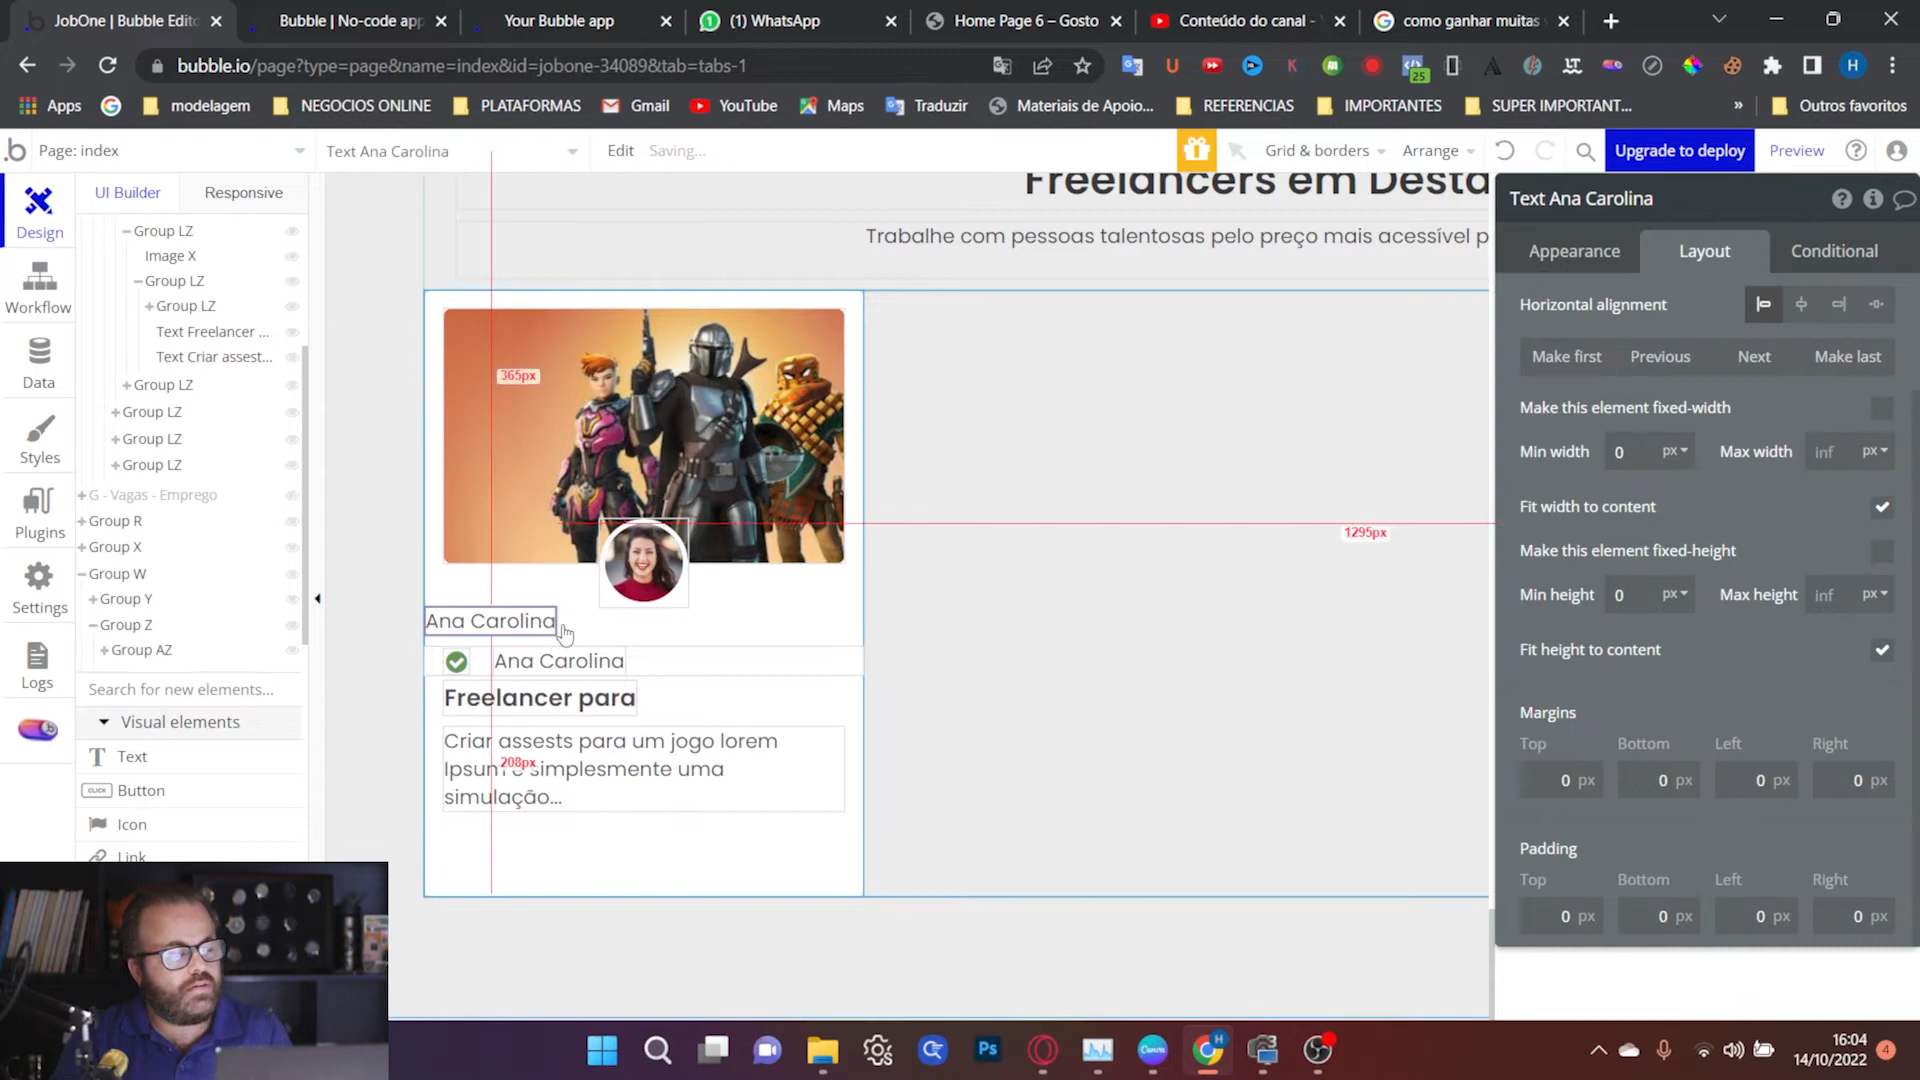 JobOne | Bubble Edito
Bubble | No-code app
Your Bubble app
(1) WhatsApp
Home Page 6 – Gosto
Conteúdo do canal -
como ganhar muitas
bubble.io/page?type=page&name=index&id=jobone-34089&tab=tabs-1
25
Apps
modelagem
NEGOCIOS ONLINE
PLATAFORMAS
Gmail
YouTube
Maps
Traduzir
Materiais de Apoio...
REFERENCIAS
IMPORTANTES
SUPER IMPORTANT...
»
Outros favoritos
Page: index
Text Ana Carolina
Edit
Saving...
Grid & borders
Arrange
Upgrade to deploy
Preview
Design
Workflow
Data
Styles
Plugins
Settings
Logs
UI Builder
Responsive
Group LZ
Image X
Group LZ
Group LZ
Text Freelancer ...
Text Criar assest...
Group LZ
Group LZ
Group LZ
Group LZ
G - Vagas - Emprego
Group R
Group X
Group W
Group Y
Group Z
Group AZ
Search for new elements...
Visual elements
Text
CLICK Button
Icon
Link
Freelancers em Desta
Trabalhe com pessoas talentosas pelo preço mais acessível p
365px
1295px
Ana Carolina
Ana Carolina
Freelancer para
Criar assests para um jogo lorem
Ipsum é simplesmente uma
simulação...
208px
Text Ana Carolina
Appearance
Layout
Conditional
Horizontal alignment
Make first
Previous
Next
Make last
Make this element fixed-width
Min width 0 px
Max width inf px
Fit width to content
Make this element fixed-height
Min height 0 px
Max height inf px
Fit height to content
Margins
Top Bottom Left Right
0 px 0 px 0 px 0 px
Padding
Top Bottom Left Right
0 px 0 px 0 px 0 px
Ps
Canva
16:04
14/10/2022
4